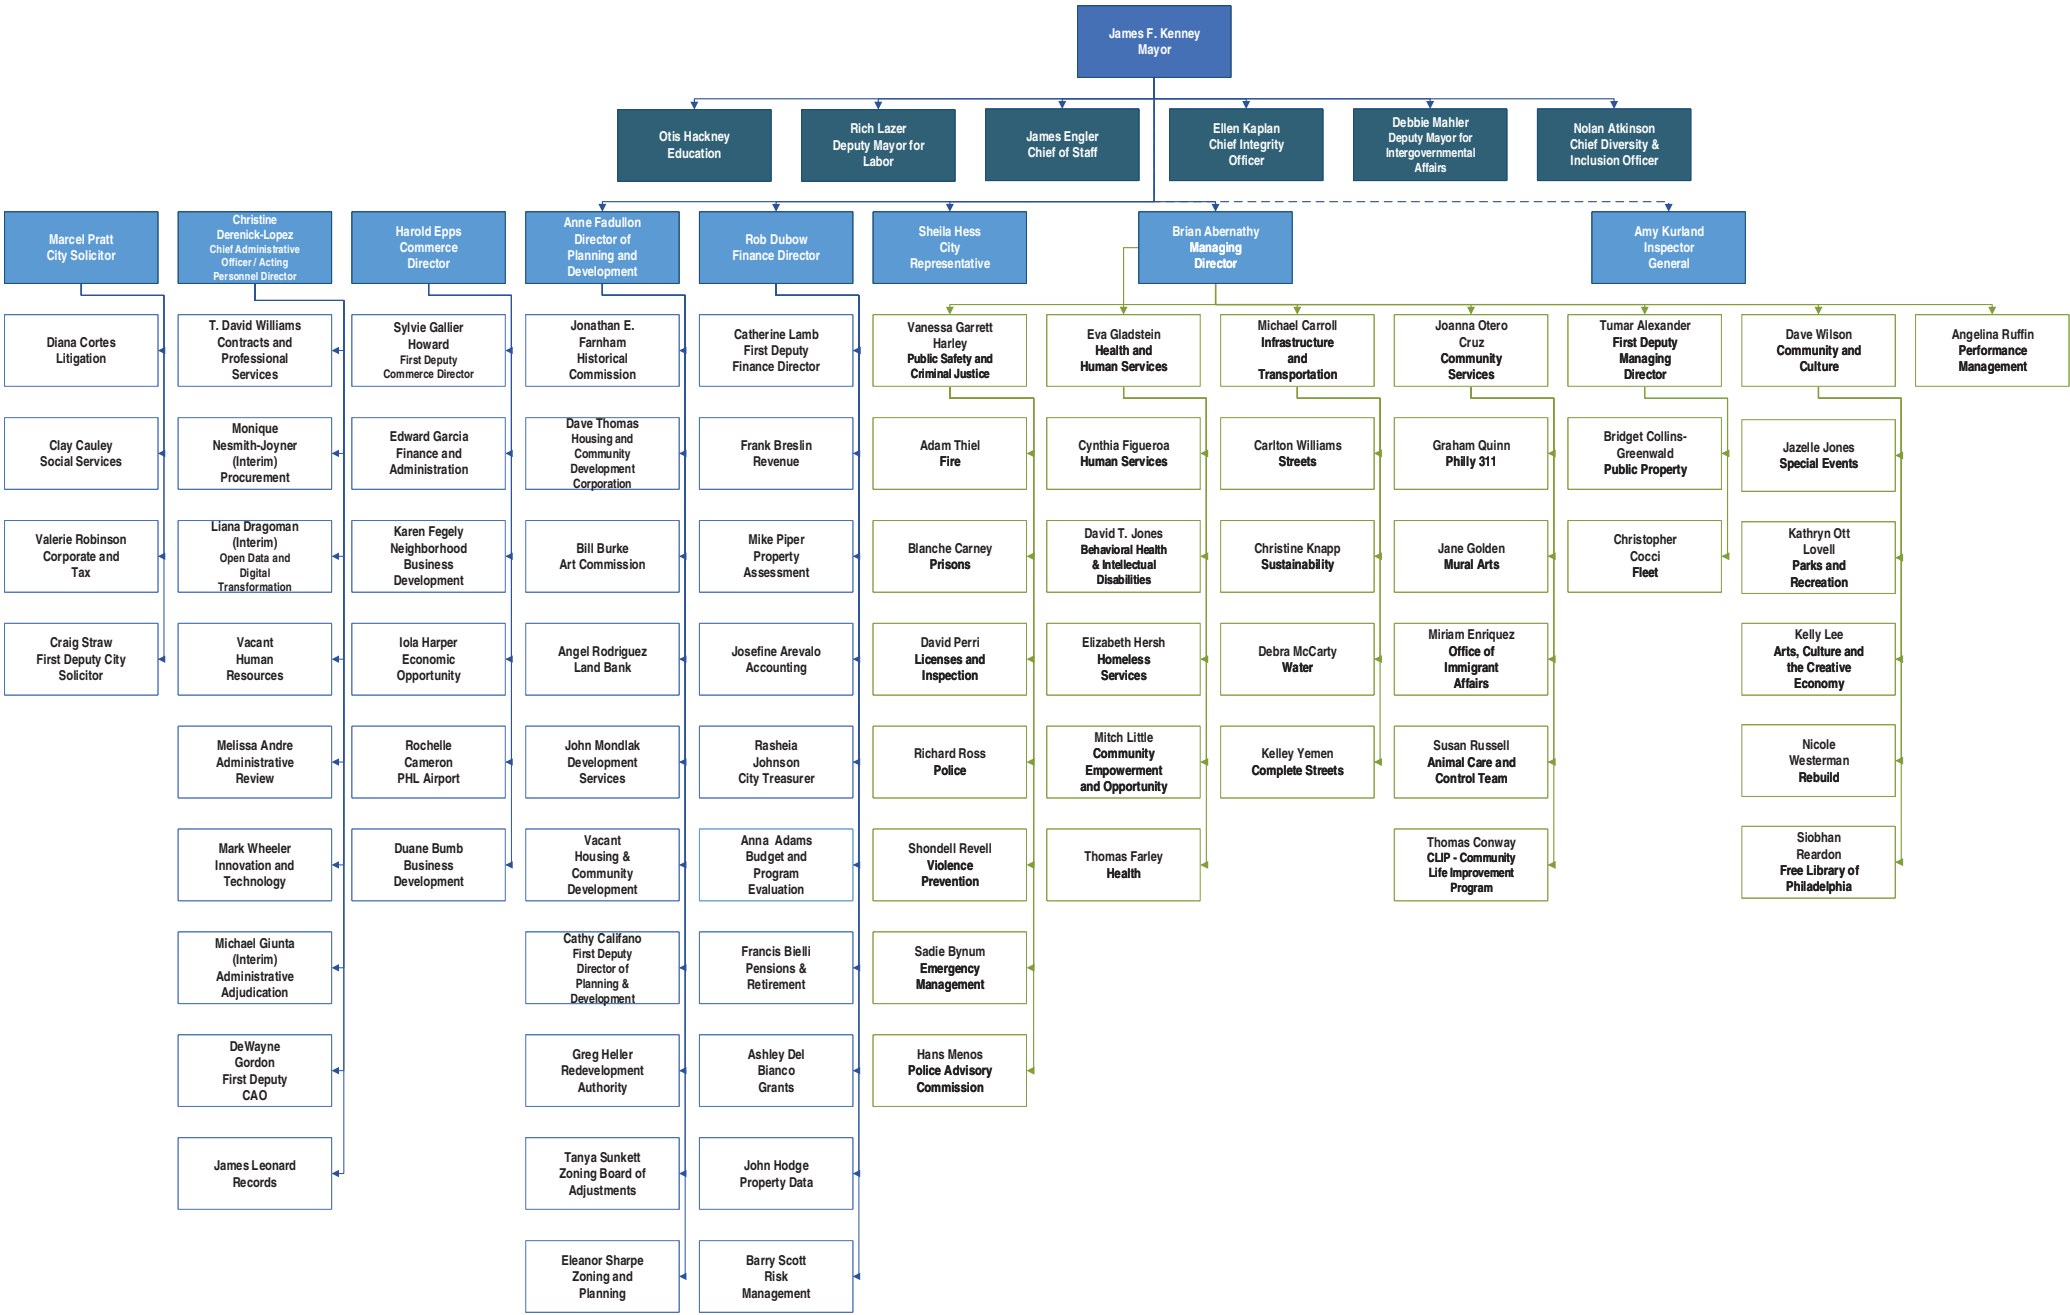 James F. Kenney
Mayor
Otis Hackney
Education
Rich Lazer
Deputy Mayor for
Labor
James Engler
Chief of Staff
Ellen Kaplan
Chief Integrity
Officer
Debbie Mahler
Deputy Mayor for
Intergovernmental
Affairs
Nolan Atkinson
Chief Diversity &
Inclusion Officer
Marcel Pratt
City Solicitor
Christine
Derenick-Lopez
Chief Administrative
Officer / Acting
Personnel Director
Harold Epps
Commerce
Director
Anne Fadullon
Director of
Planning and
Development
Rob Dubow
Finance Director
Sheila Hess
City
Representative
Brian Abernathy
Managing
Director
Amy Kurland
Inspector
General
Diana Cortes
Litigation
T. David Williams
Contracts and
Professional
Services
Sylvie Gallier
Howard
First Deputy
Commerce Director
Jonathan E.
Farnham
Historical
Commission
Catherine Lamb
First Deputy
Finance Director
Vanessa Garrett
Harley
Public Safety and
Criminal Justice
Eva Gladstein
Health and
Human Services
Michael Carroll
Infrastructure
and
Transportation
Joanna Otero
Cruz
Community
Services
Tumar Alexander
First Deputy
Managing
Director
Dave Wilson
Community and
Culture
Angelina Ruffin
Performance
Management
Clay Cauley
Social Services
Monique
Nesmith-Joyner
(Interim)
Procurement
Edward Garcia
Finance and
Administration
Dave Thomas
Housing and
Community
Development
Corporation
Frank Breslin
Revenue
Adam Thiel
Fire
Cynthia Figueroa
Human Services
Carlton Williams
Streets
Graham Quinn
Philly 311
Bridget Collins-
Greenwald
Public Property
Jazelle Jones
Special Events
Valerie Robinson
Corporate and
Tax
Liana Dragoman
(Interim)
Open Data and
Digital
Transformation
Karen Fegely
Neighborhood
Business
Development
Bill Burke
Art Commission
Mike Piper
Property
Assessment
Blanche Carney
Prisons
David T. Jones
Behavioral Health
& Intellectual
Disabilities
Christine Knapp
Sustainability
Jane Golden
Mural Arts
Christopher
Cocci
Fleet
Kathryn Ott
Lovell
Parks and
Recreation
Craig Straw
First Deputy City
Solicitor
Vacant
Human
Resources
Iola Harper
Economic
Opportunity
Angel Rodriguez
Land Bank
Josefine Arevalo
Accounting
David Perri
Licenses and
Inspection
Elizabeth Hersh
Homeless
Services
Debra McCarty
Water
Miriam Enriquez
Office of
Immigrant
Affairs
Kelly Lee
Arts, Culture and
the Creative
Economy
Melissa Andre
Administrative
Review
Rochelle
Cameron
PHL Airport
John Mondlak
Development
Services
Rasheia
Johnson
City Treasurer
Richard Ross
Police
Mitch Little
Community
Empowerment
and Opportunity
Kelley Yemen
Complete Streets
Susan Russell
Animal Care and
Control Team
Nicole
Westerman
Rebuild
Mark Wheeler
Innovation and
Technology
Duane Bumb
Business
Development
Vacant
Housing &
Community
Development
Anna Adams
Budget and
Program
Evaluation
Shondell Revell
Violence
Prevention
Thomas Farley
Health
Thomas Conway
CLIP - Community
Life Improvement
Program
Siobhan
Reardon
Free Library of
Philadelphia
Michael Giunta
(Interim)
Administrative
Adjudication
Cathy Califano
First Deputy
Director of
Planning &
Development
Francis Bielli
Pensions &
Retirement
Sadie Bynum
Emergency
Management
DeWayne
Gordon
First Deputy
CAO
Greg Heller
Redevelopment
Authority
Ashley Del
Bianco
Grants
Hans Menos
Police Advisory
Commission
James Leonard
Records
Tanya Sunkett
Zoning Board of
Adjustments
John Hodge
Property Data
Eleanor Sharpe
Zoning and
Planning
Barry Scott
Risk
Management